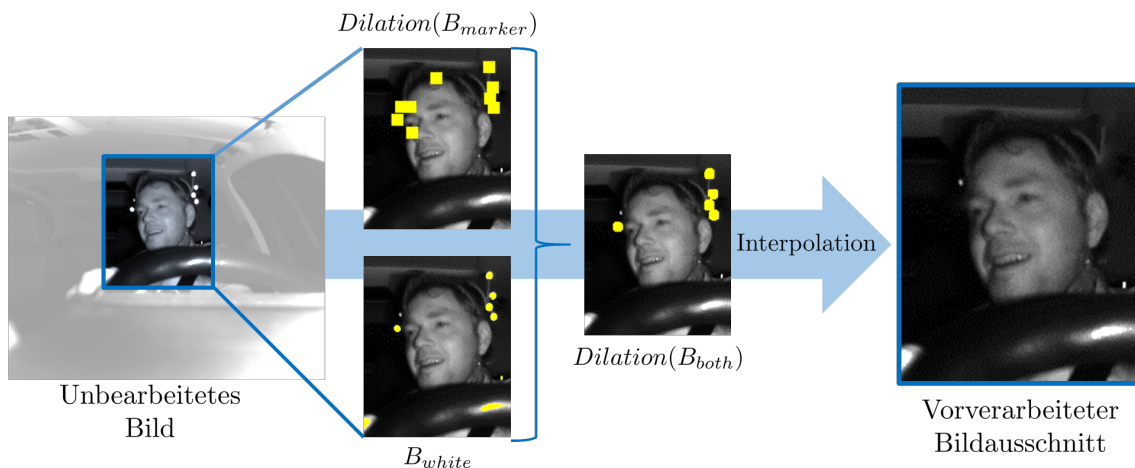 Dilation(B_marker)
Interpolation
Dilation(B_both)
Unbearbeitetes
Bild
B_white
Vorverarbeiteter
Bildausschnitt